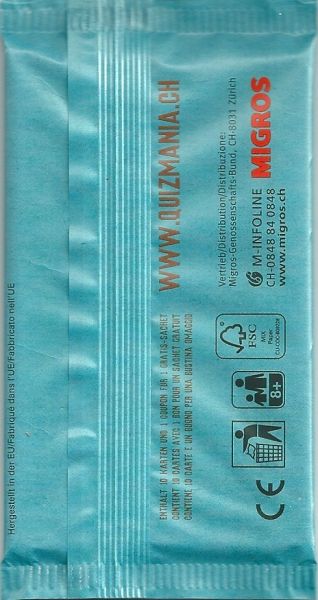 Hergestellt in der EU/Fabriqué dans l'UE/Fabbricato nell'UE
ENTHÄLT 10 KARTEN UND 1 COUPON FÜR 1 GRATIS-SACHET
CONTIENT 10 CARTES AVEC 1 BON POUR UN SACHET GRATUIT
CONTIENE 10 CARTE E UN BUONO PER UNA BUSTINA OMAGGIO
WWW.QUIZMANIA.CH
Vertrieb/Distribution/Distribuzione:
Migros-Genossenschafts-Bund, CH-8031 Zürich
M-INFOLINE
CH-0848 84 0848
www.migros.ch
MIGROS
FSC
MIX
Paper
8+
CE